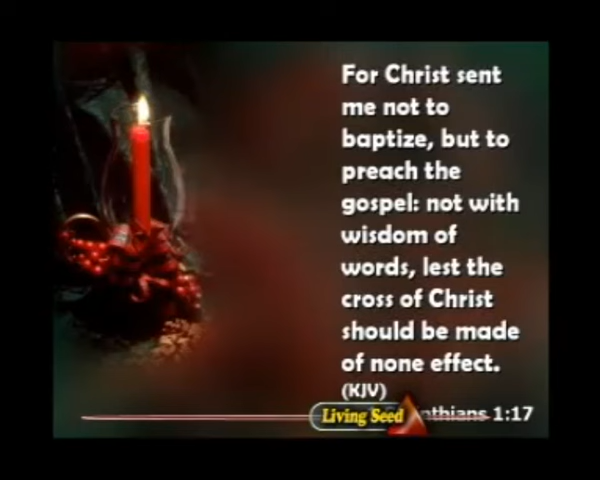 For Christ sent
me not to
baptize, but to
preach the
gospel: not with
wisdom of
words, lest the
cross of Christ
should be made
of none effect.
(KJV)
Living Seed
nthians 1:17